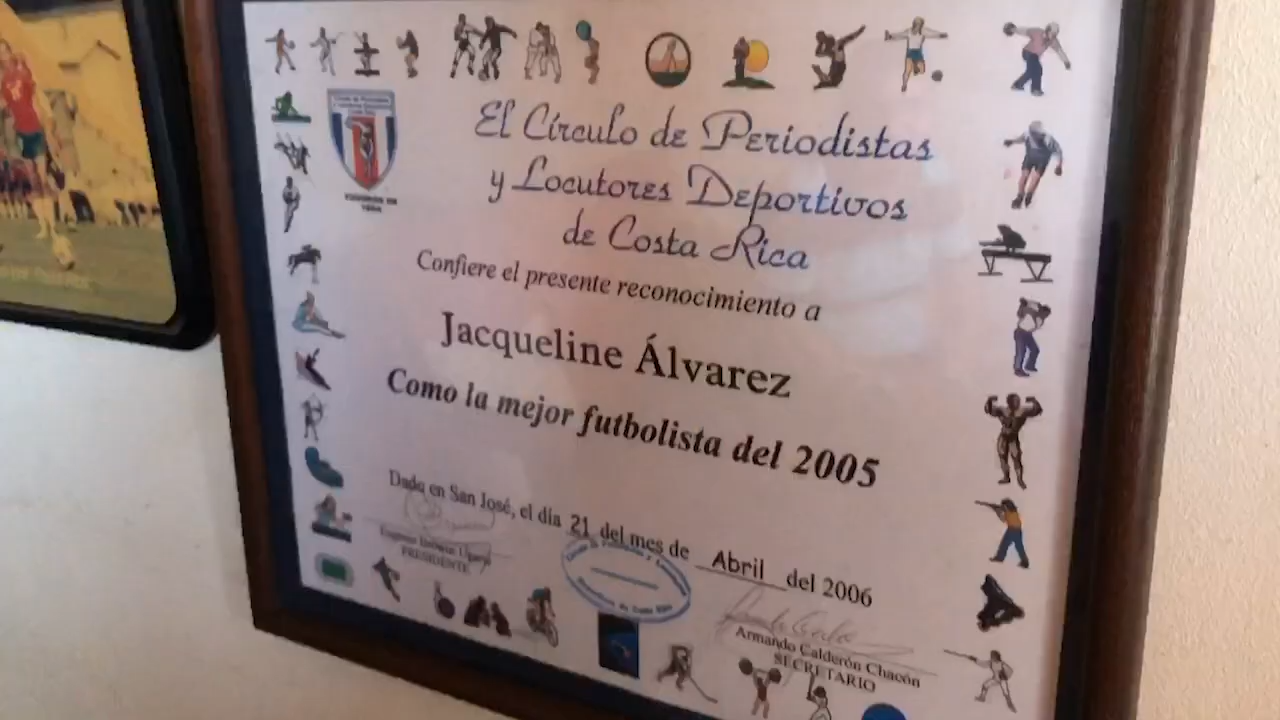 El Círculo de Periodistas
y Locutores Deportivos
de Costa Rica
Confiere el presente reconocimiento a
Jacqueline Álvarez
Como la mejor futbolista del 2005
Dado en San José, el día 21 del mes de Abril del 2006
PRESIDENTE
Armando Calderón Chacón
SECRETARIO